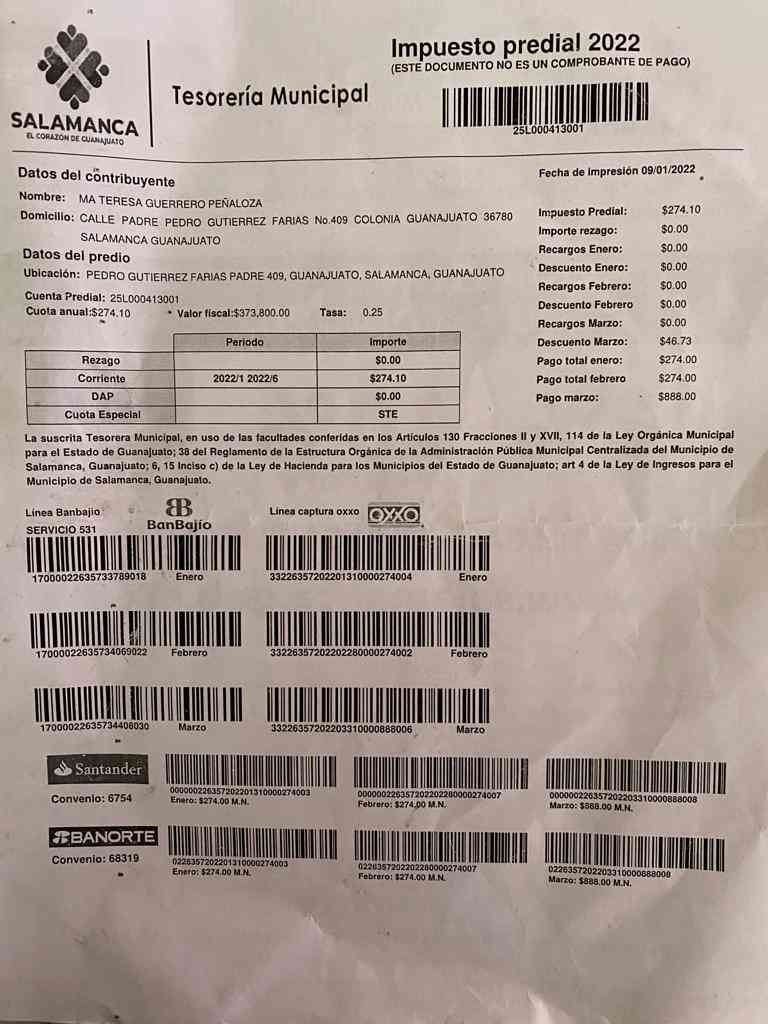 SALAMANCA
EL CORAZÓN DE GUANAJUATO
Tesorería Municipal
Impuesto predial 2022
(ESTE DOCUMENTO NO ES UN COMPROBANTE DE PAGO)
25L000413001
Datos del contribuyente
Nombre: MA TERESA GUERRERO PEÑALOZA
Domicilio: CALLE PADRE PEDRO GUTIERREZ FARIAS No.409 COLONIA GUANAJUATO 36780
SALAMANCA GUANAJUATO
Datos del predio
Ubicación: PEDRO GUTIERREZ FARIAS PADRE 409, GUANAJUATO, SALAMANCA, GUANAJUATO
Cuenta Predial: 25L000413001
Cuota anual:$274.10 Valor fiscal:$373,800.00 Tasa: 0.25
Fecha de impresión 09/01/2022
Impuesto Predial: $274.10
Importe rezago: $0.00
Recargos Enero: $0.00
Descuento Enero: $0.00
Recargos Febrero: $0.00
Descuento Febrero $0.00
Recargos Marzo: $0.00
Descuento Marzo: $46.73
Pago total enero: $274.00
Pago total febrero $274.00
Pago marzo: $888.00
Periodo Importe
Rezago $0.00
Corriente 2022/1 2022/6 $274.10
DAP $0.00
Cuota Especial STE
La suscrita Tesorera Municipal, en uso de las facultades conferidas en los Artículos 130 Fracciones II y XVII, 114 de la Ley Orgánica Municipal
para el Estado de Guanajuato; 38 del Reglamento de la Estructura Orgánica de la Administración Pública Municipal Centralizada del Municipio de
Salamanca, Guanajuato; 6, 15 Inciso c) de la Ley de Hacienda para los Municipios del Estado de Guanajuato; art 4 de la Ley de Ingresos para el
Municipio de Salamanca, Guanajuato.
Línea Banbajio BanBajío Línea captura oxxo OXXO
SERVICIO 531
17000022635733789018 Enero 33226357202201310000274004 Enero
17000022635734069022 Febrero 33226357202202280000274002 Febrero
17000022635734408030 Marzo 33226357202203310000888006 Marzo
Santander
Convenio: 6754
000000226357202201310000274003 000000226357202202280000274007 000000226357202203310000888008
Enero: $274.00 M.N. Febrero: $274.00 M.N. Marzo: $888.00 M.N.
BANORTE
Convenio: 68319
0226357202201310000274003 0226357202202280000274007 0226357202203310000888008
Enero: $274.00 M.N. Febrero: $274.00 M.N. Marzo: $888.00 M.N.